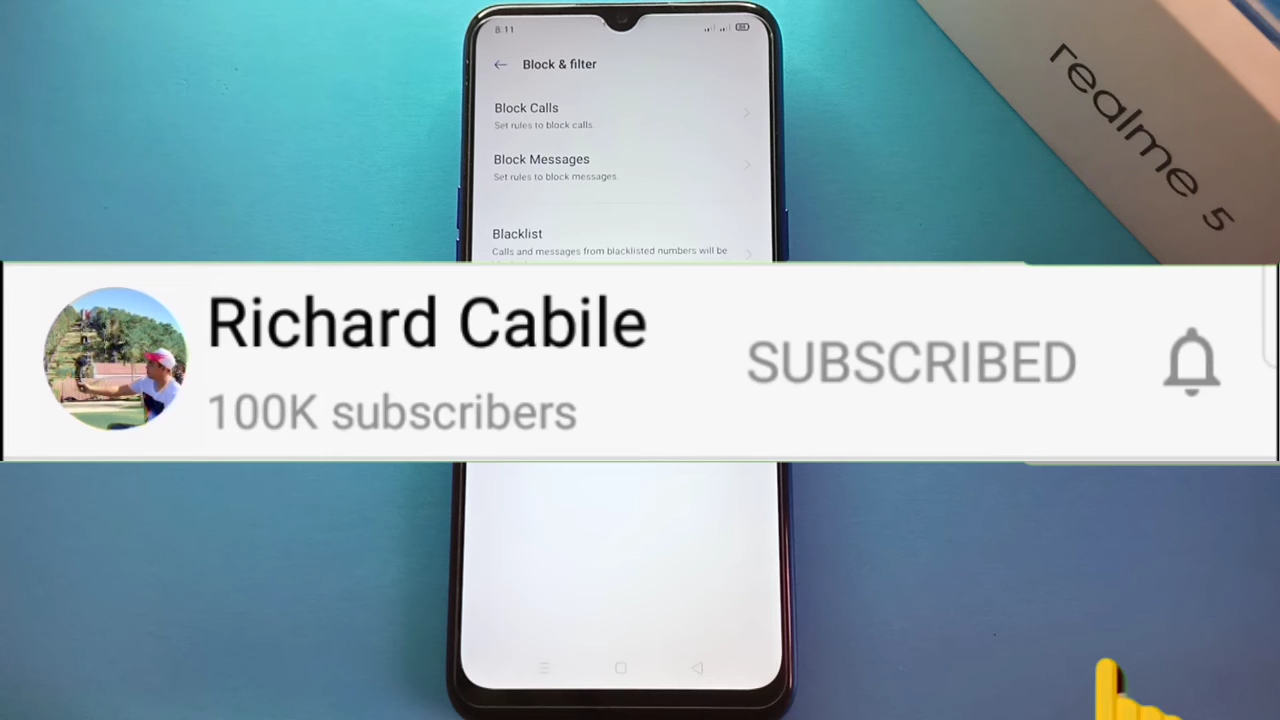 8:11
Block & filter
Block Calls
Set rules to block calls.
Block Messages
Set rules to block messages.
Blacklist
Calls and messages from blacklisted numbers will be
realme 5
Richard Cabile
100K subscribers
SUBSCRIBED